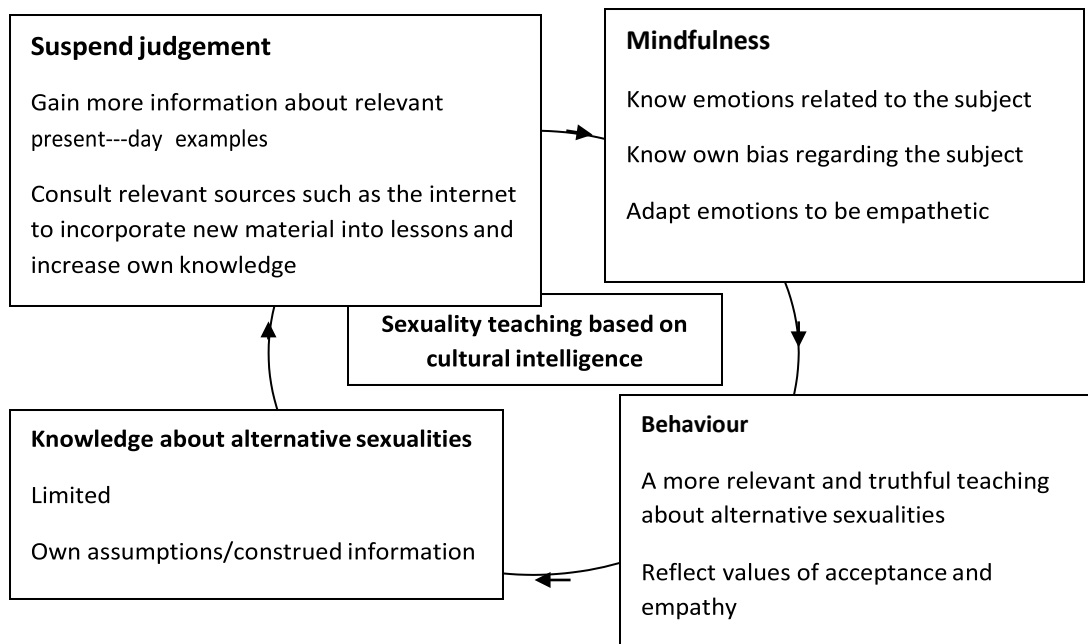 Suspend judgement
Gain more information about relevant
present---day examples
Consult relevant sources such as the internet
to incorporate new material into lessons and
increase own knowledge
Mindfulness
Know emotions related to the subject
Know own bias regarding the subject
Adapt emotions to be empathetic
Sexuality teaching based on
cultural intelligence
Knowledge about alternative sexualities
Limited
Own assumptions/construed information
Behaviour
A more relevant and truthful teaching
about alternative sexualities
Reflect values of acceptance and
empathy